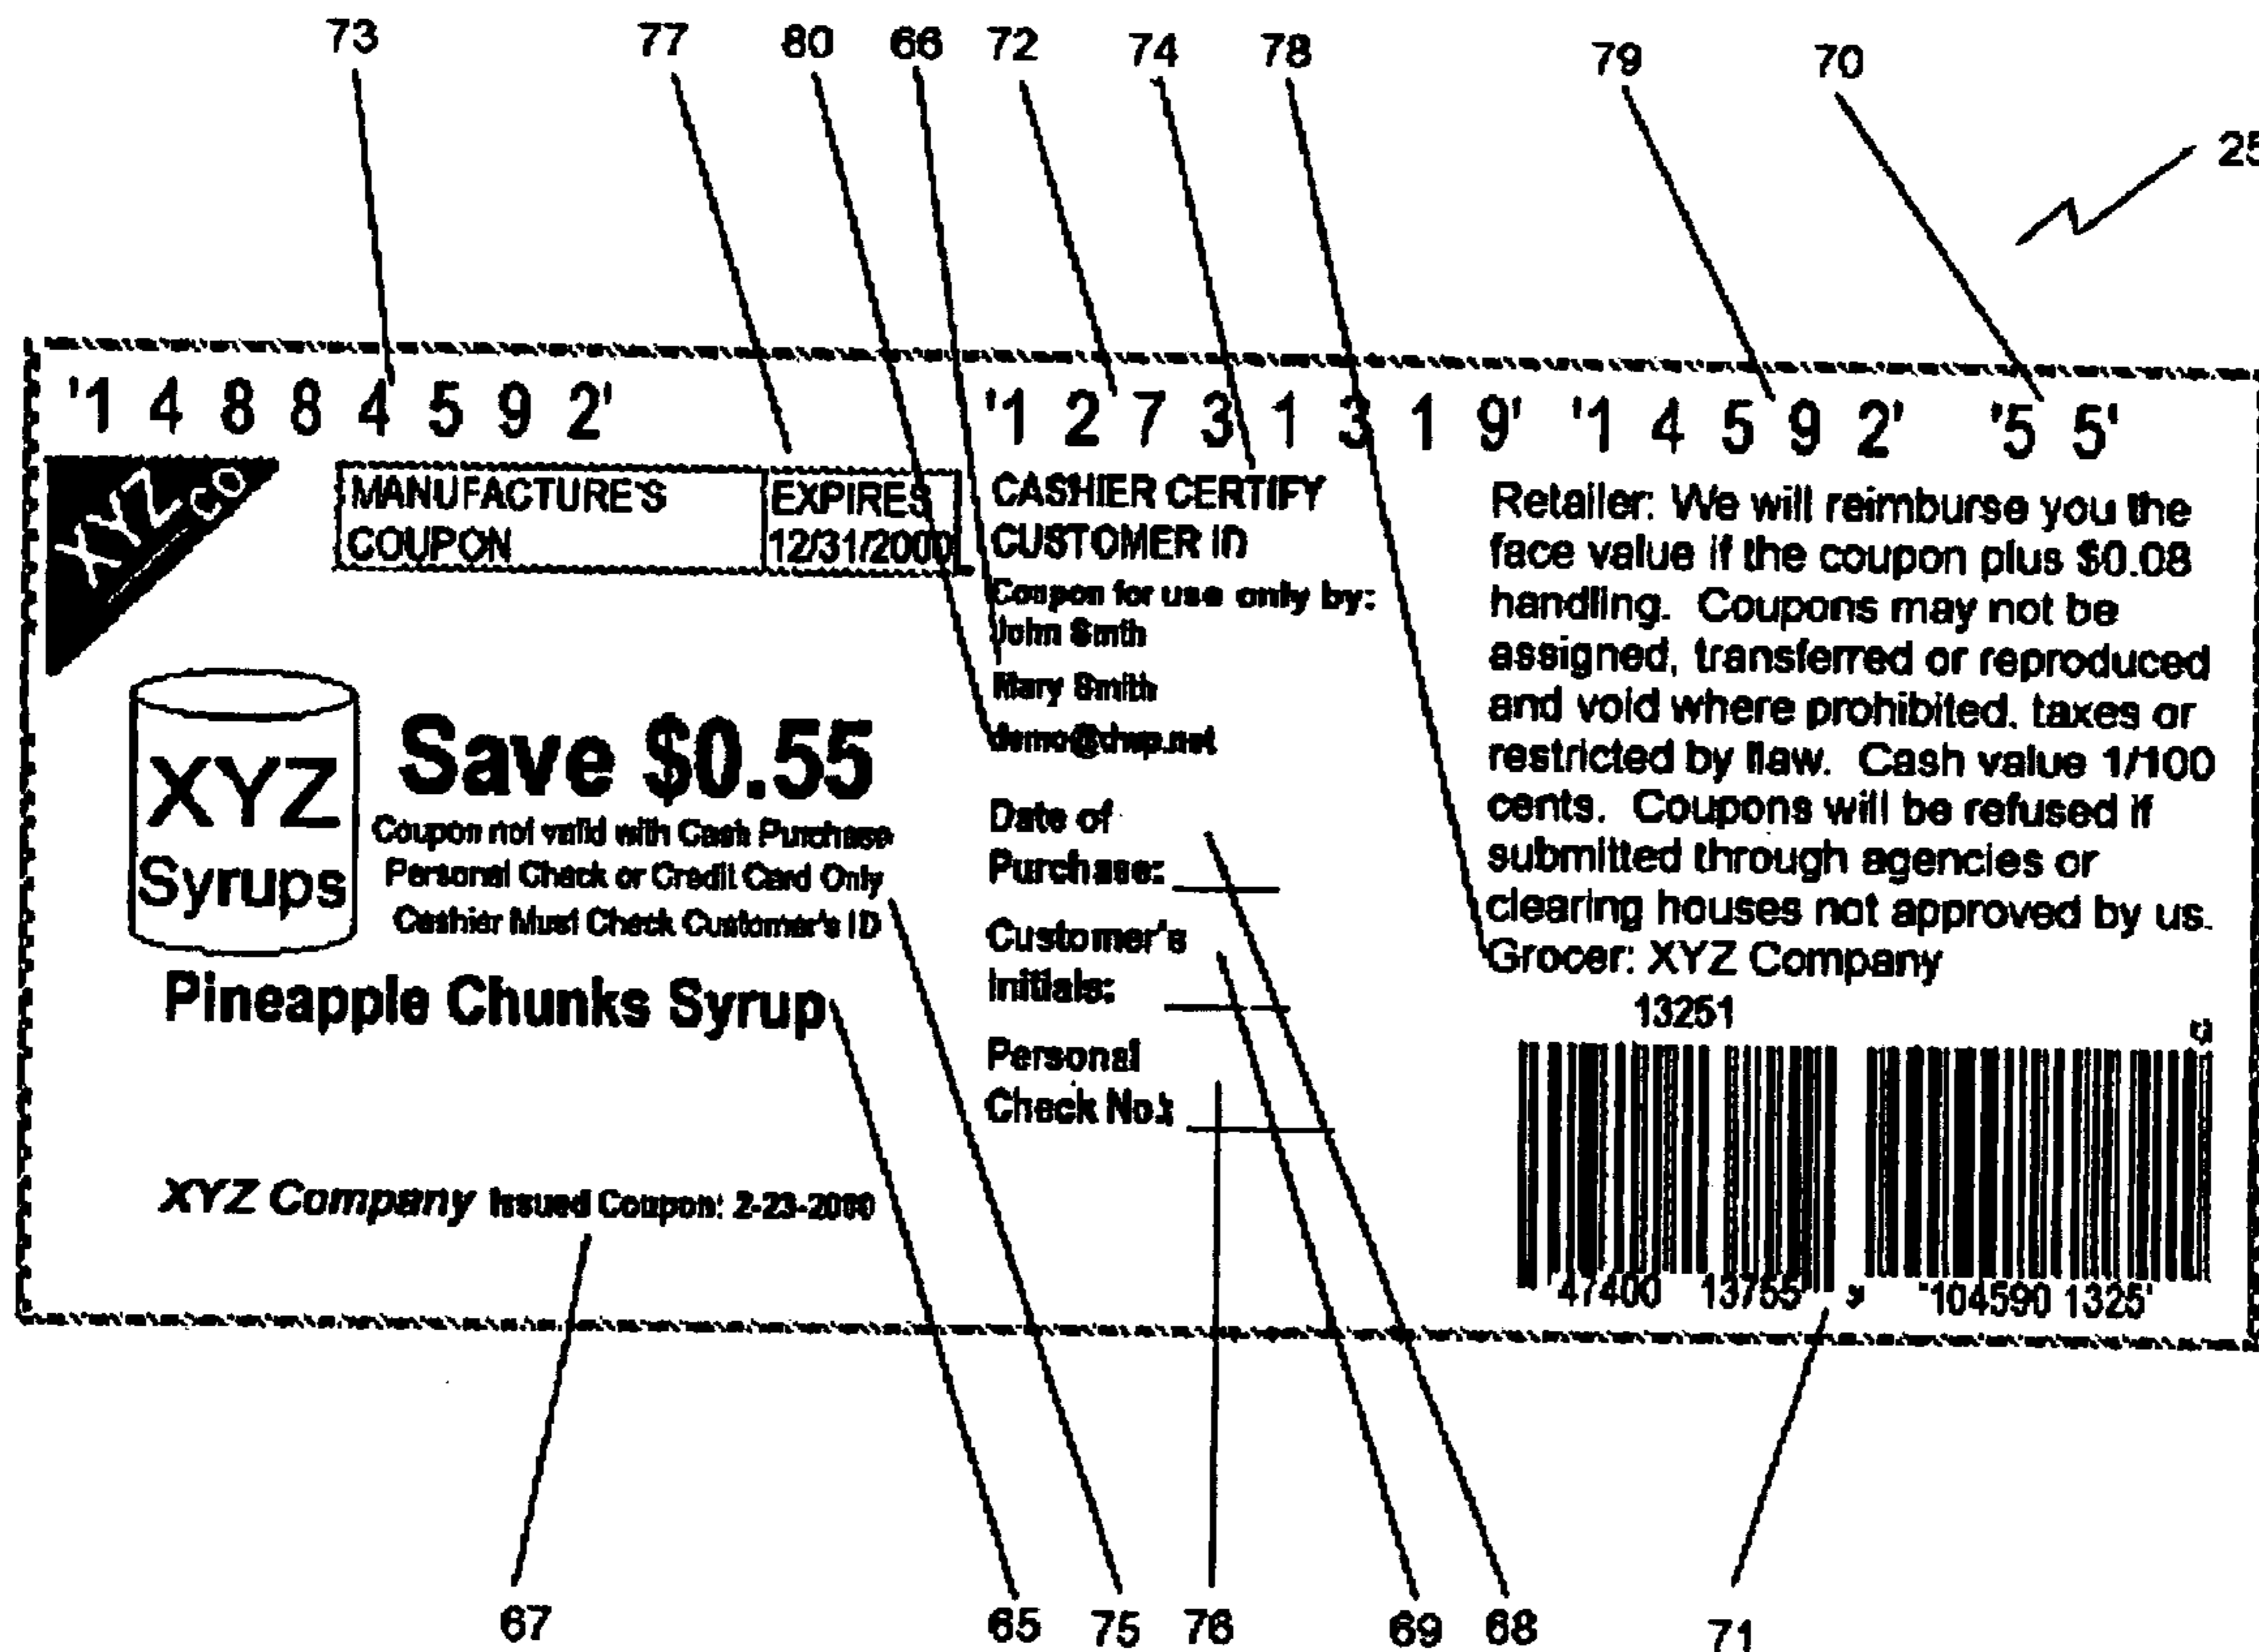 73 77 80 66 72 74 78 79 70
25
'1 4 8 8 4 5 9 2' '1 2 7 3 1 3 1 9' '1 4 5 9 2' '5 5'
XYZ CO
MANUFACTURE'S
COUPON
EXPIRES
12/31/2000
XYZ
Syrups
Save $0.55
Coupon not valid with Cash Purchase
Personal Check or Credit Card Only
Cashier Must Check Customer's ID
Pineapple Chunks Syrup
XYZ Company Issued Coupon: 2-23-2000
CASHIER CERTIFY
CUSTOMER ID
Coupon for use only by:
John Smith
Mary Smith
Date of
Purchase:
Customer's
Initials:
Personal
Check No.:
Retailer: We will reimburse you the
face value if the coupon plus $0.08
handling. Coupons may not be
assigned, transferred or reproduced
and void where prohibited. taxes or
restricted by law. Cash value 1/100
cents. Coupons will be refused if
submitted through agencies or
clearing houses not approved by us.
Grocer: XYZ Company
13251
47400 13755 104590 1325
67 65 75 76 69 68 71